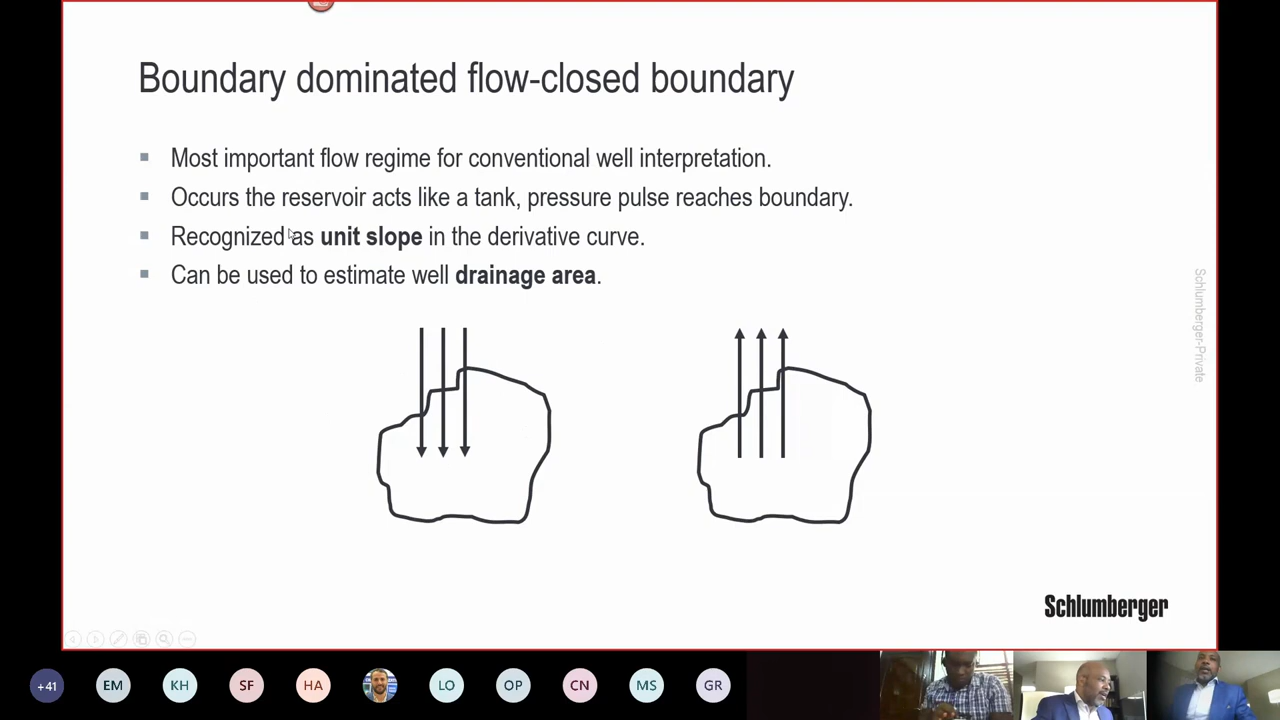 Boundary dominated flow-closed boundary
▪ Most important flow regime for conventional well interpretation.
▪ Occurs the reservoir acts like a tank, pressure pulse reaches boundary.
▪ Recognized as unit slope in the derivative curve.
▪ Can be used to estimate well drainage area.
Schlumberger-Private
Schlumberger
+41 EM KH SF HA LO OP CN MS GR